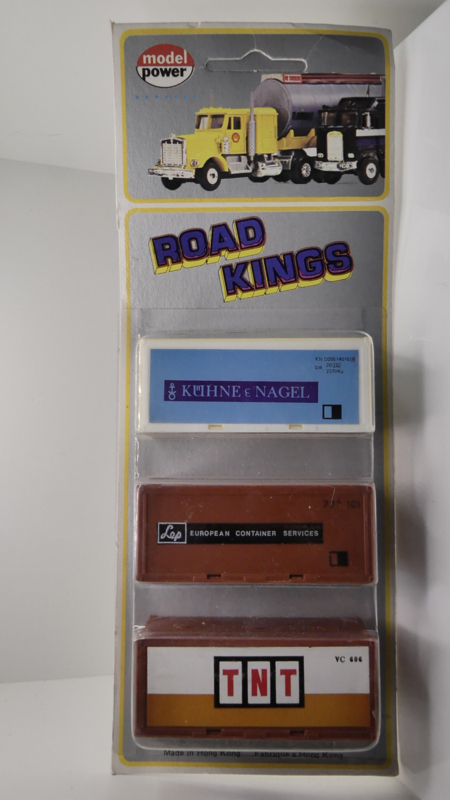 model
power
ROAD
KINGS
KÜHNE & NAGEL
Lep EUROPEAN CONTAINER SERVICES
VC 606
TNT
Made in Hong Kong Fabriqué à Hong Kong